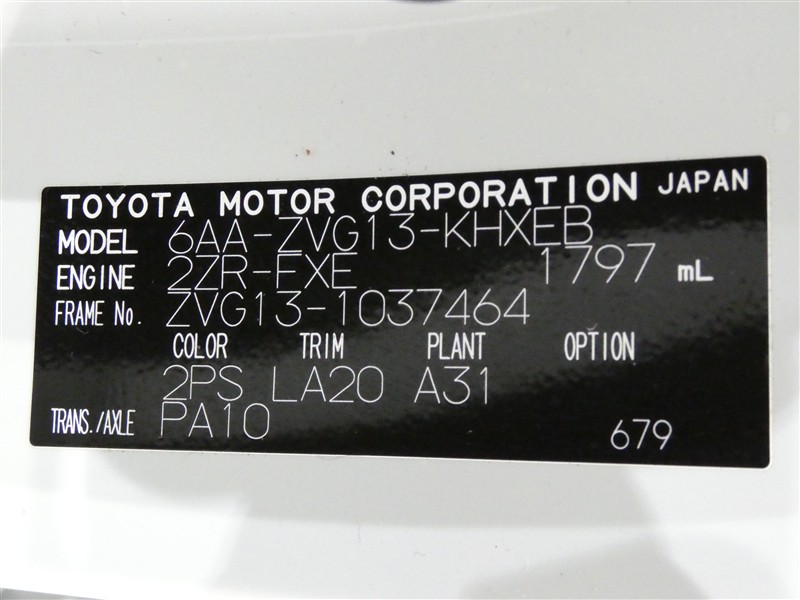 TOYOTA MOTOR CORPORATION JAPAN
MODEL 6AA-ZVG13-KHXEB
ENGINE 2ZR-FXE 1797 mL
FRAME No. ZVG13-1037464
COLOR TRIM PLANT OPTION
2PS LA20 A31
TRANS./AXLE PA10
679